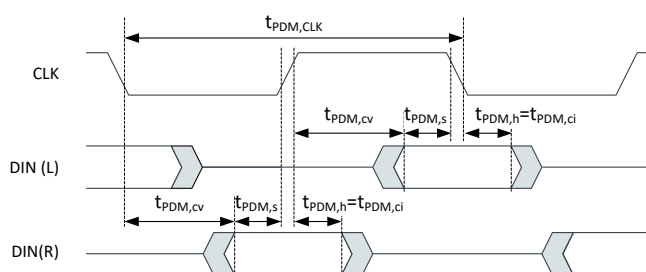 tPDM,CLK
CLK
tPDM,cv tPDM,s tPDM,h=tPDM,ci
DIN (L)
tPDM,cv tPDM,s tPDM,h=tPDM,ci
DIN(R)